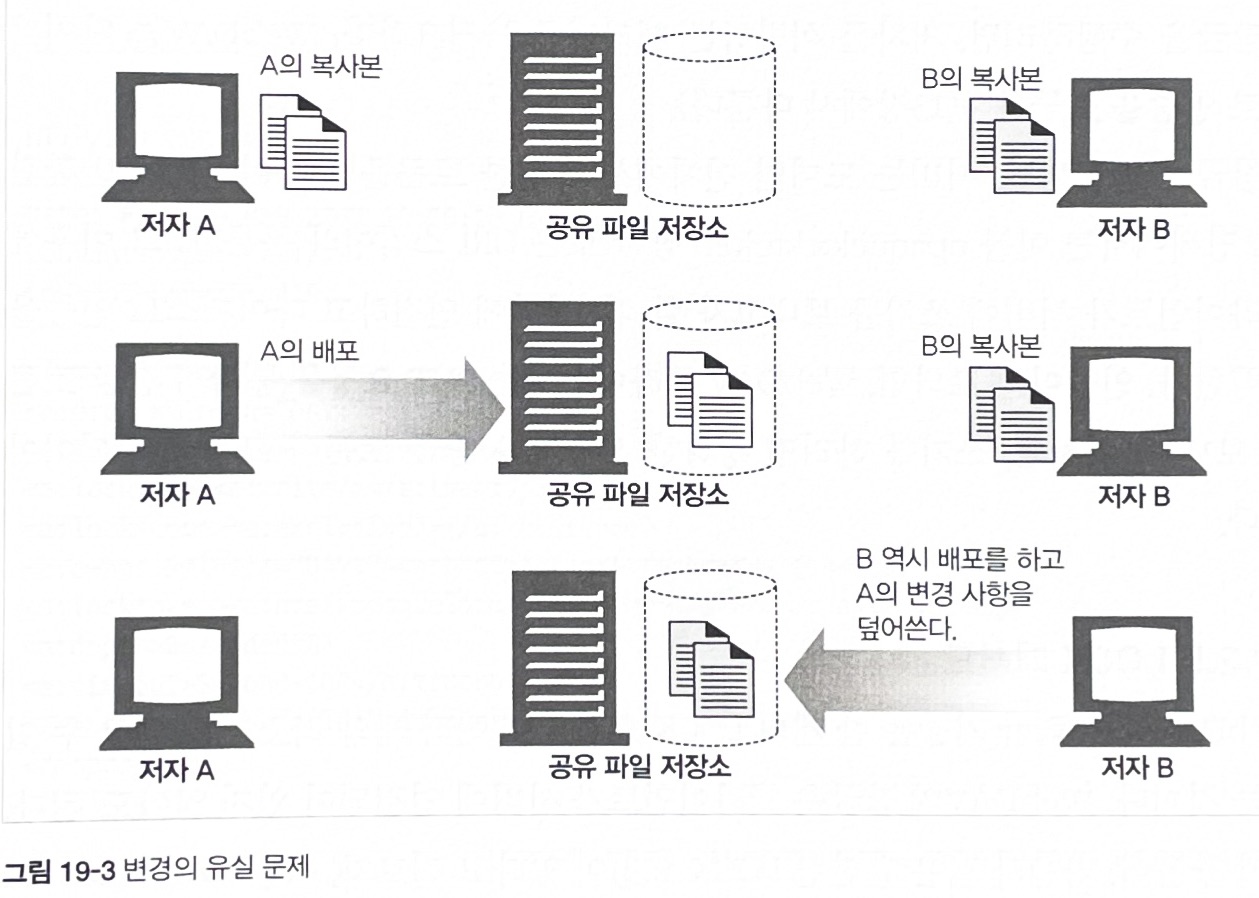 A의 복사본
B의 복사본
저자 A
공유 파일 저장소
저자 B
A의 배포
B의 복사본
저자 A
공유 파일 저장소
저자 B
B 역시 배포를 하고
A의 변경 사항을
덮어쓴다.
저자 A
공유 파일 저장소
저자 B
그림 19-3 변경의 유실 문제